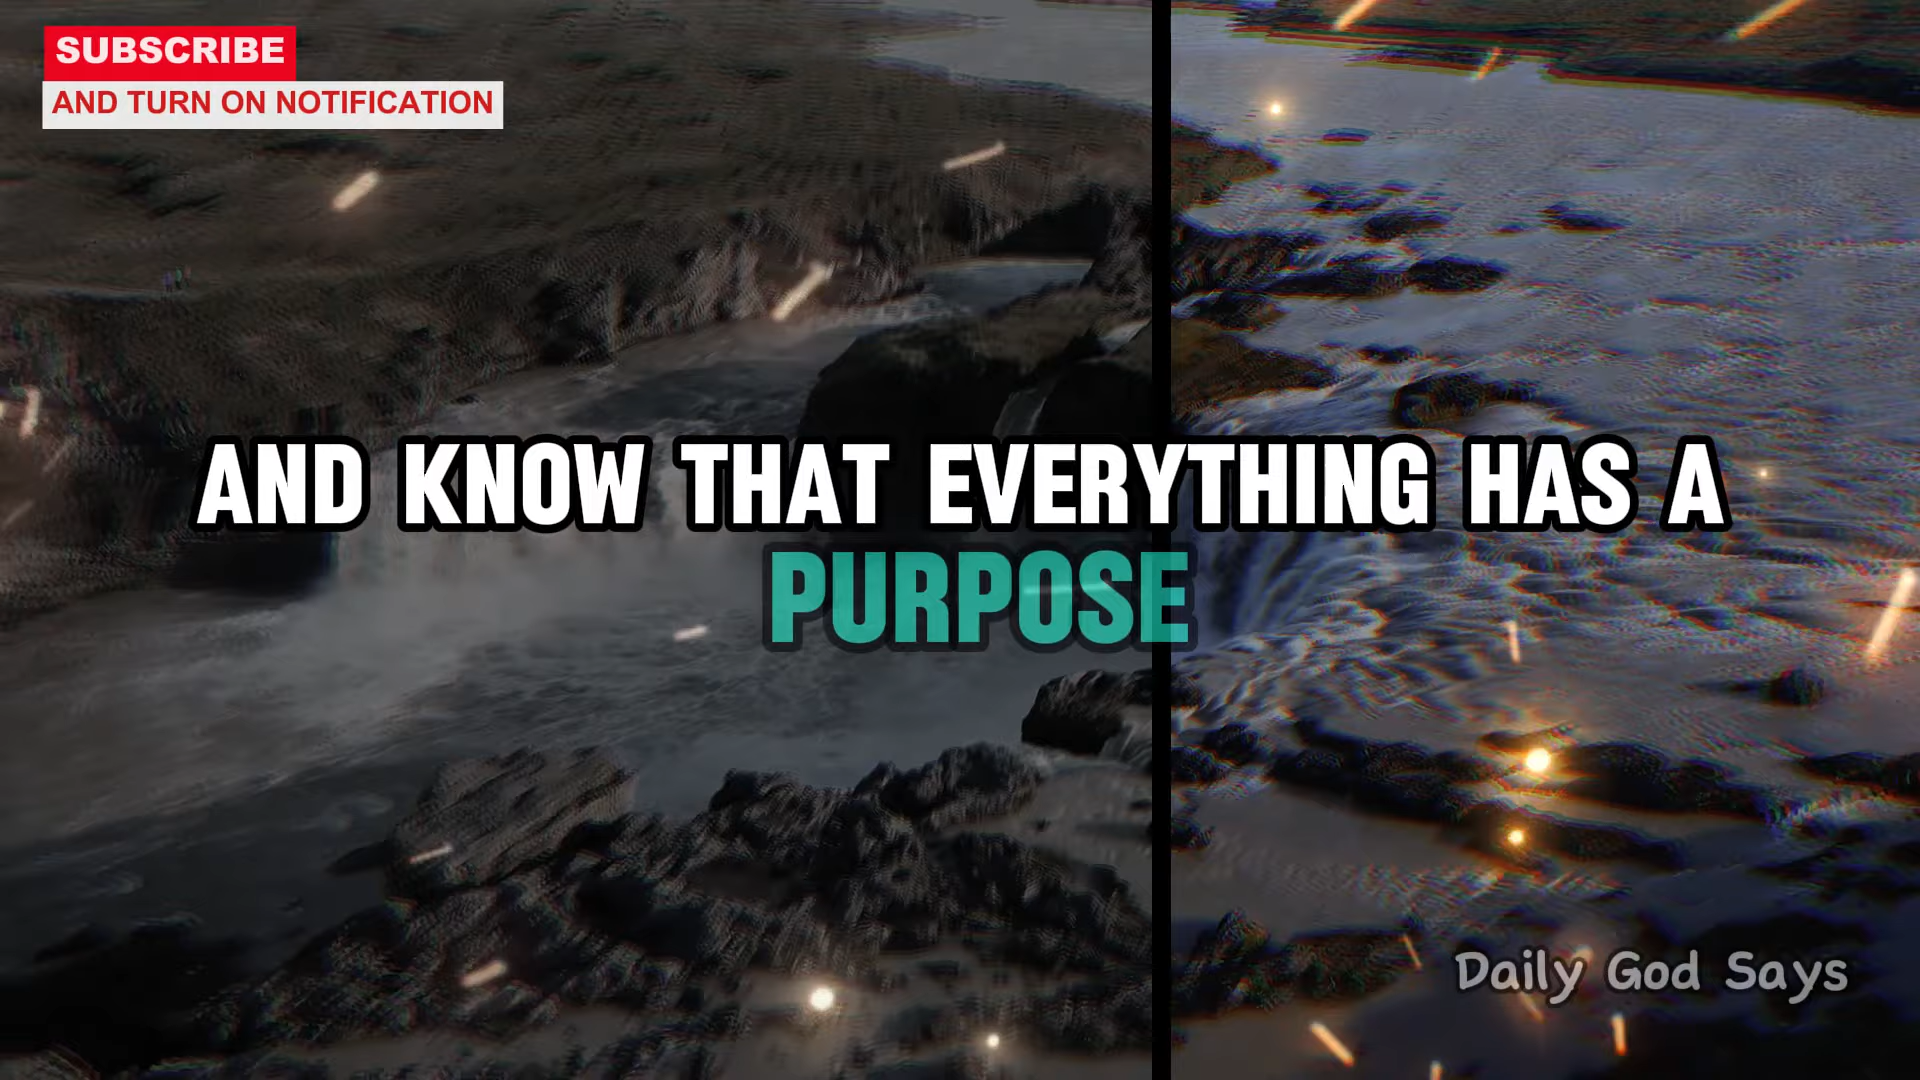 SUBSCRIBE
AND TURN ON NOTIFICATION
AND KNOW THAT EVERYTHING HAS A
PURPOSE
Daily God Says